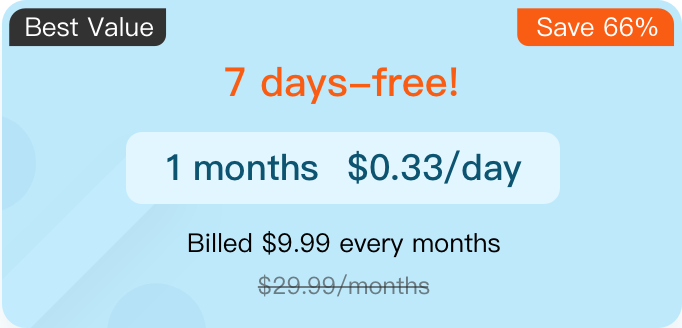 Best Value
Save 66%
7 days–free!
1 months $0.33/day
Billed $9.99 every months
$29.99/months